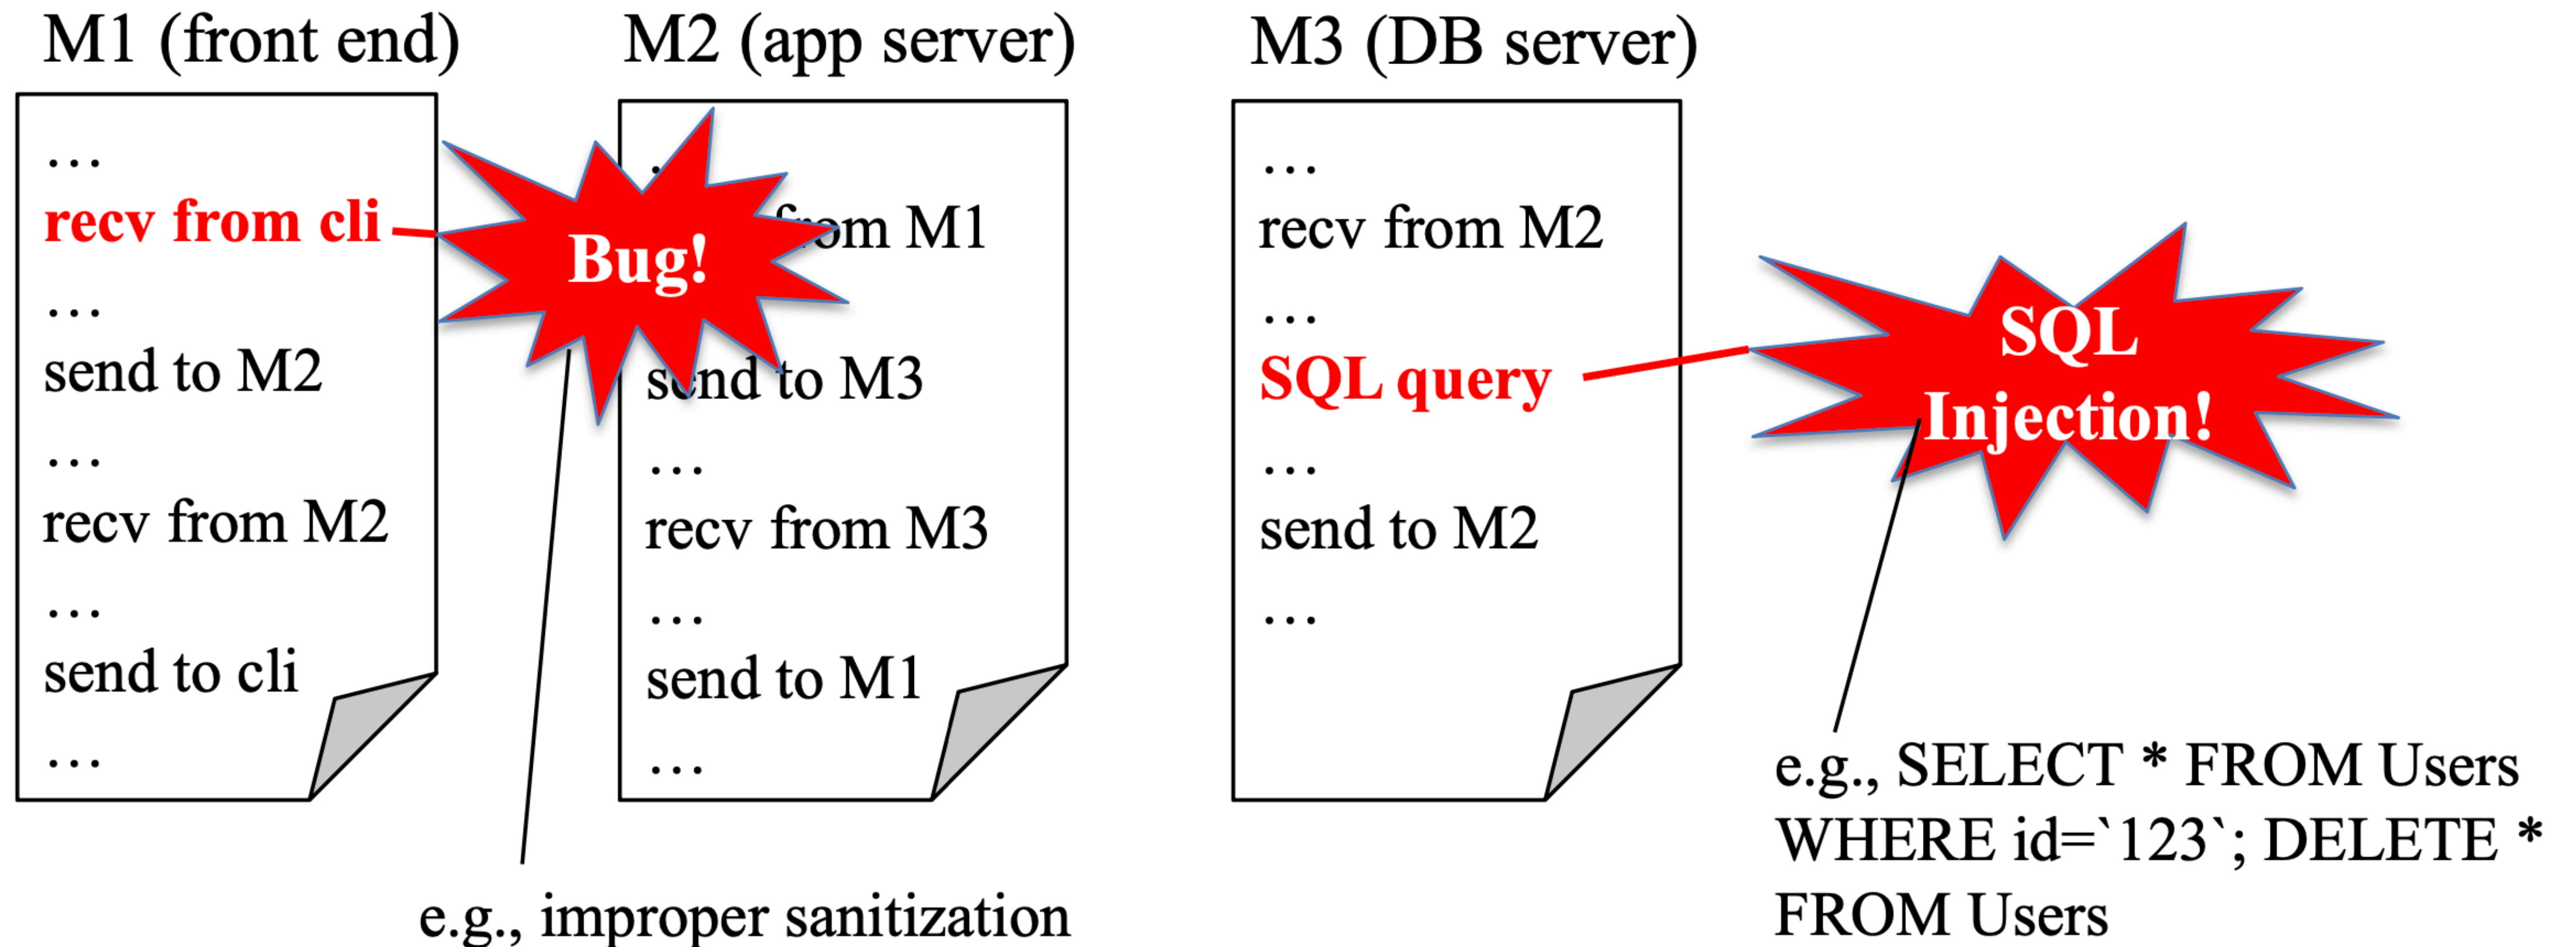 M1 (front end)
…
recv from cli
…
send to M2
…
recv from M2
…
send to cli
…
M2 (app server)
from M1
send to M3
…
recv from M3
…
send to M1
…
Bug!
e.g., improper sanitization
M3 (DB server)
…
recv from M2
…
SQL query
…
send to M2
…
SQL
Injection!
e.g., SELECT * FROM Users
WHERE id=`123`; DELETE *
FROM Users